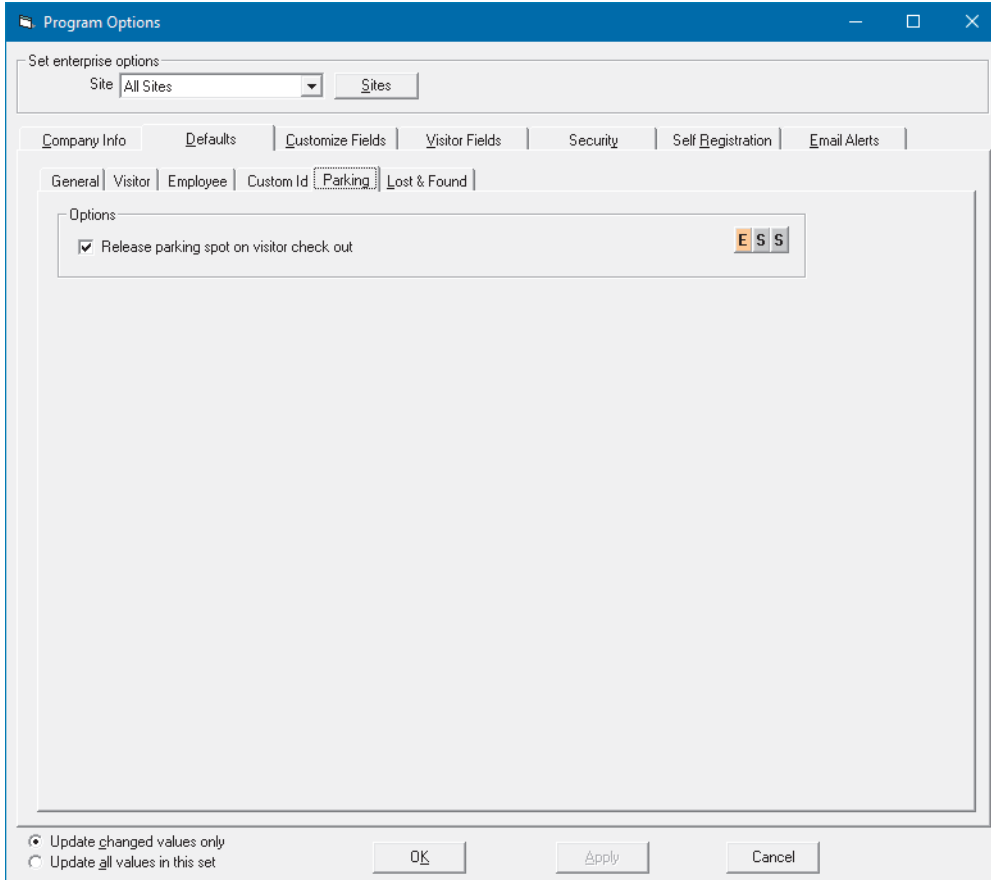 Program Options
Set enterprise options
Site All Sites Sites
Company Info Defaults Customize Fields Visitor Fields Security Self Registration Email Alerts
General Visitor Employee Custom Id Parking Lost & Found
Options
Release parking spot on visitor check out E S S
Update changed values only
Update all values in this set
OK Apply Cancel